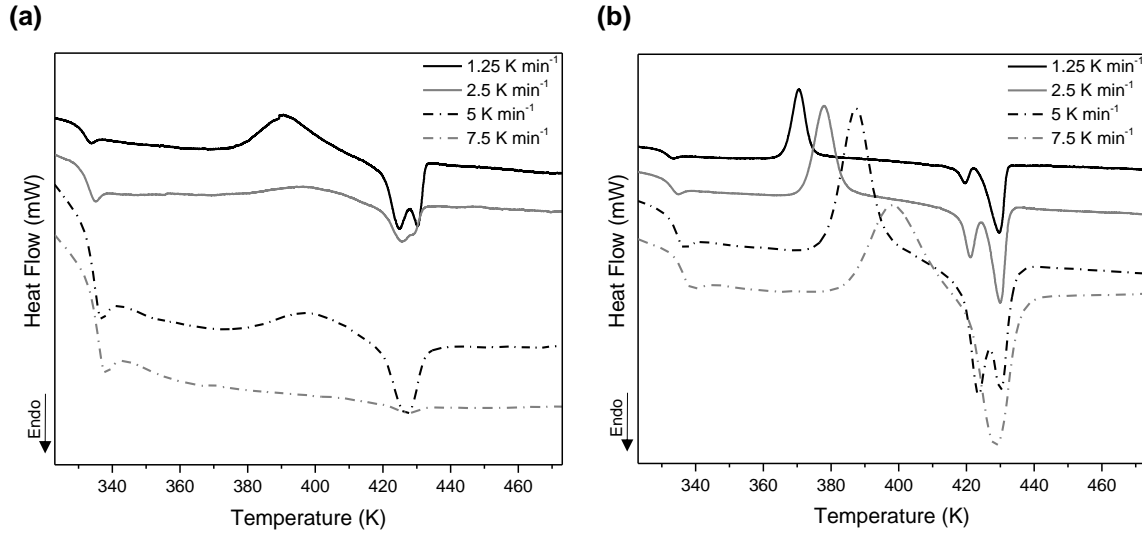 (a)
1.25 K min⁻¹
2.5 K min⁻¹
5 K min⁻¹
7.5 K min⁻¹
Heat Flow (mW)
Endo
340 360 380 400 420 440 460
Temperature (K)
(b)
1.25 K min⁻¹
2.5 K min⁻¹
5 K min⁻¹
7.5 K min⁻¹
Heat Flow (mW)
Endo
340 360 380 400 420 440 460
Temperature (K)